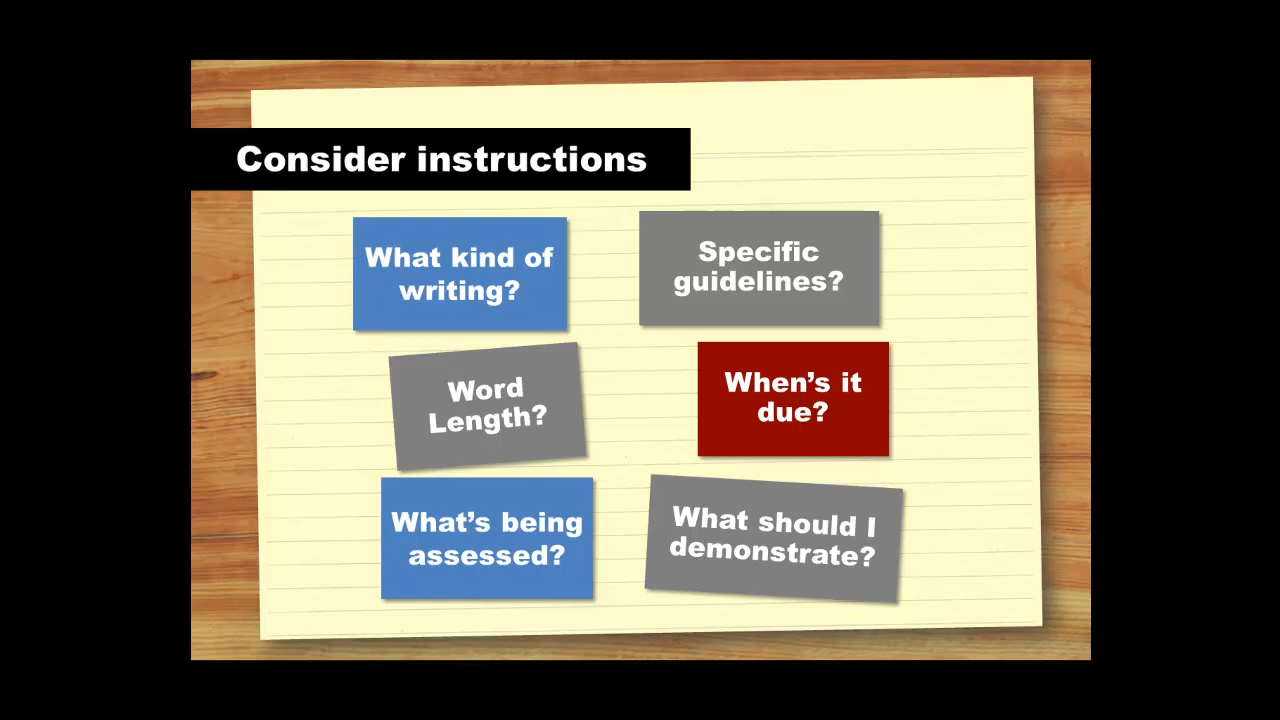 Consider instructions
What kind of
writing?
Specific
guidelines?
Word
Length?
When's it
due?
What's being
assessed?
What should I
demonstrate?